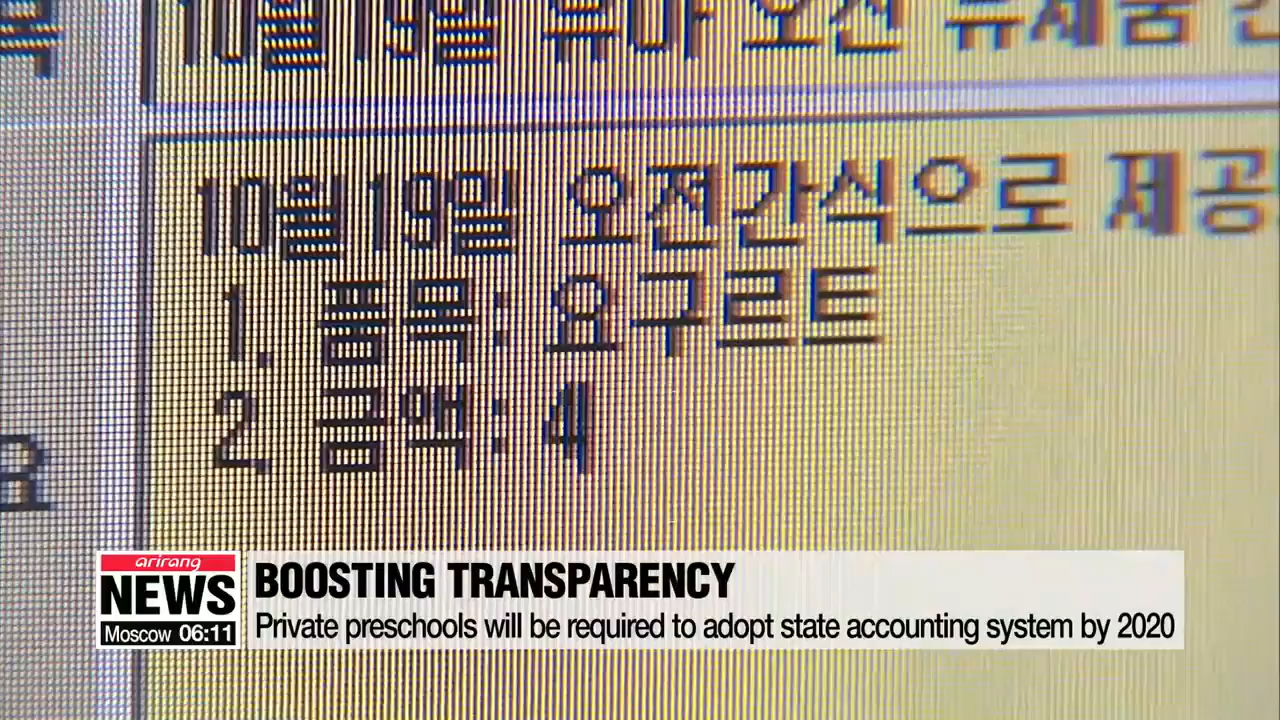 10월 19일 오전간식으로 제공
1. 품목: 요구르트
2. 금액: 4
요
arirang
NEWS
Moscow 06:11
BOOSTING TRANSPARENCY
Private preschools will be required to adopt state accounting system by 2020